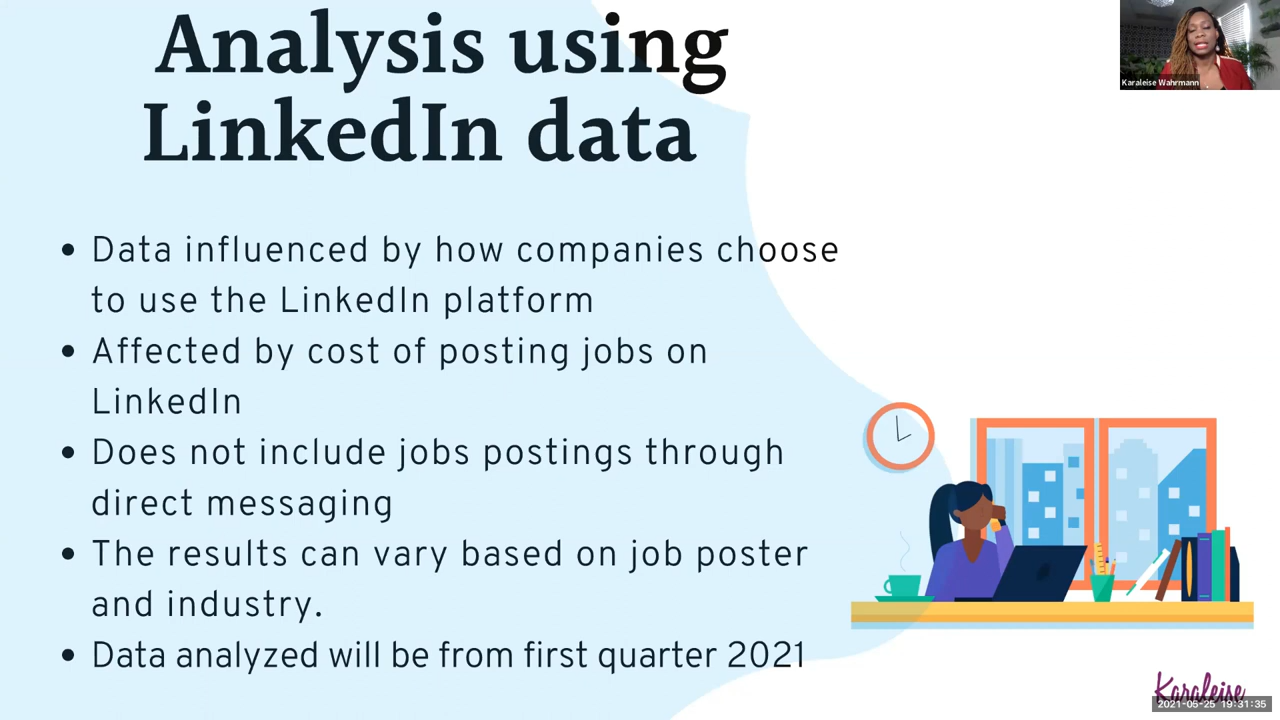 Analysis using
LinkedIn data
• Data influenced by how companies choose
to use the LinkedIn platform
• Affected by cost of posting jobs on
LinkedIn
• Does not include jobs postings through
direct messaging
• The results can vary based on job poster
and industry.
• Data analyzed will be from first quarter 2021
Karaleise Wahrmann
Karaleise
2021-05-25 19:31:35